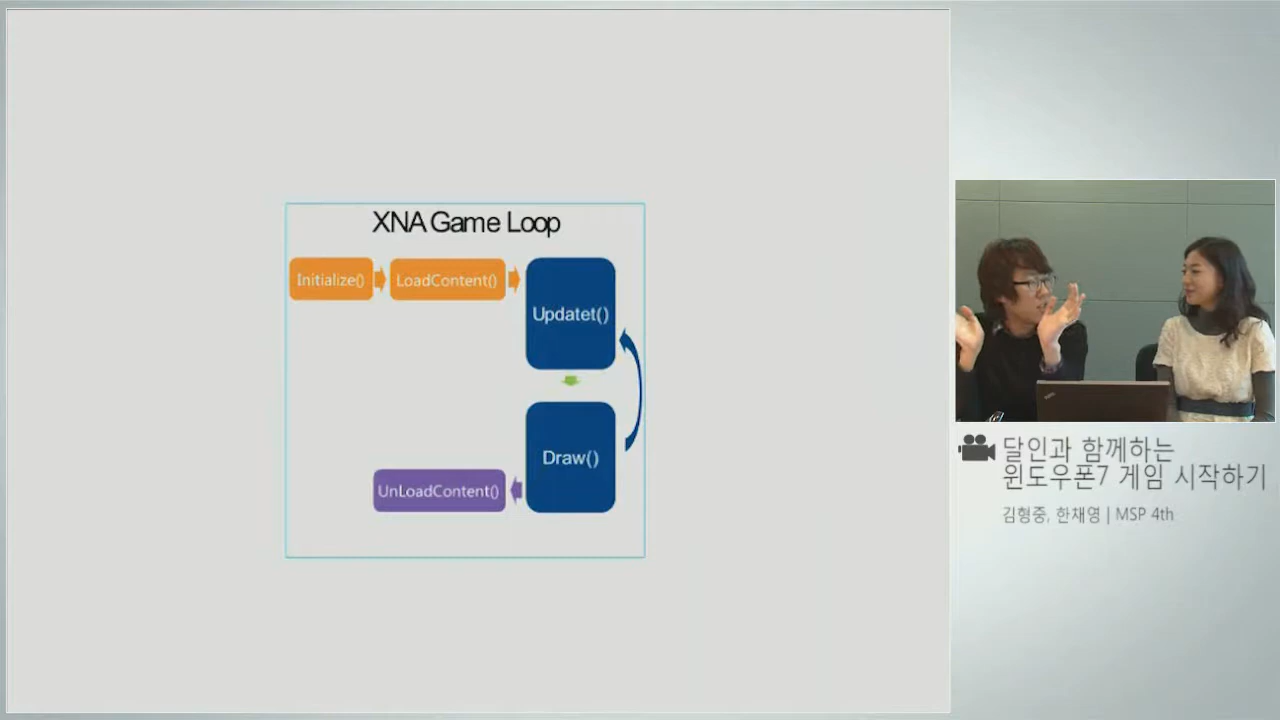 XNA Game Loop
Initialize()
LoadContent()
Updatet()
Draw()
UnLoadContent()
달인과 함께하는
윈도우폰7 게임 시작하기
김형중, 한채영 | MSP 4th